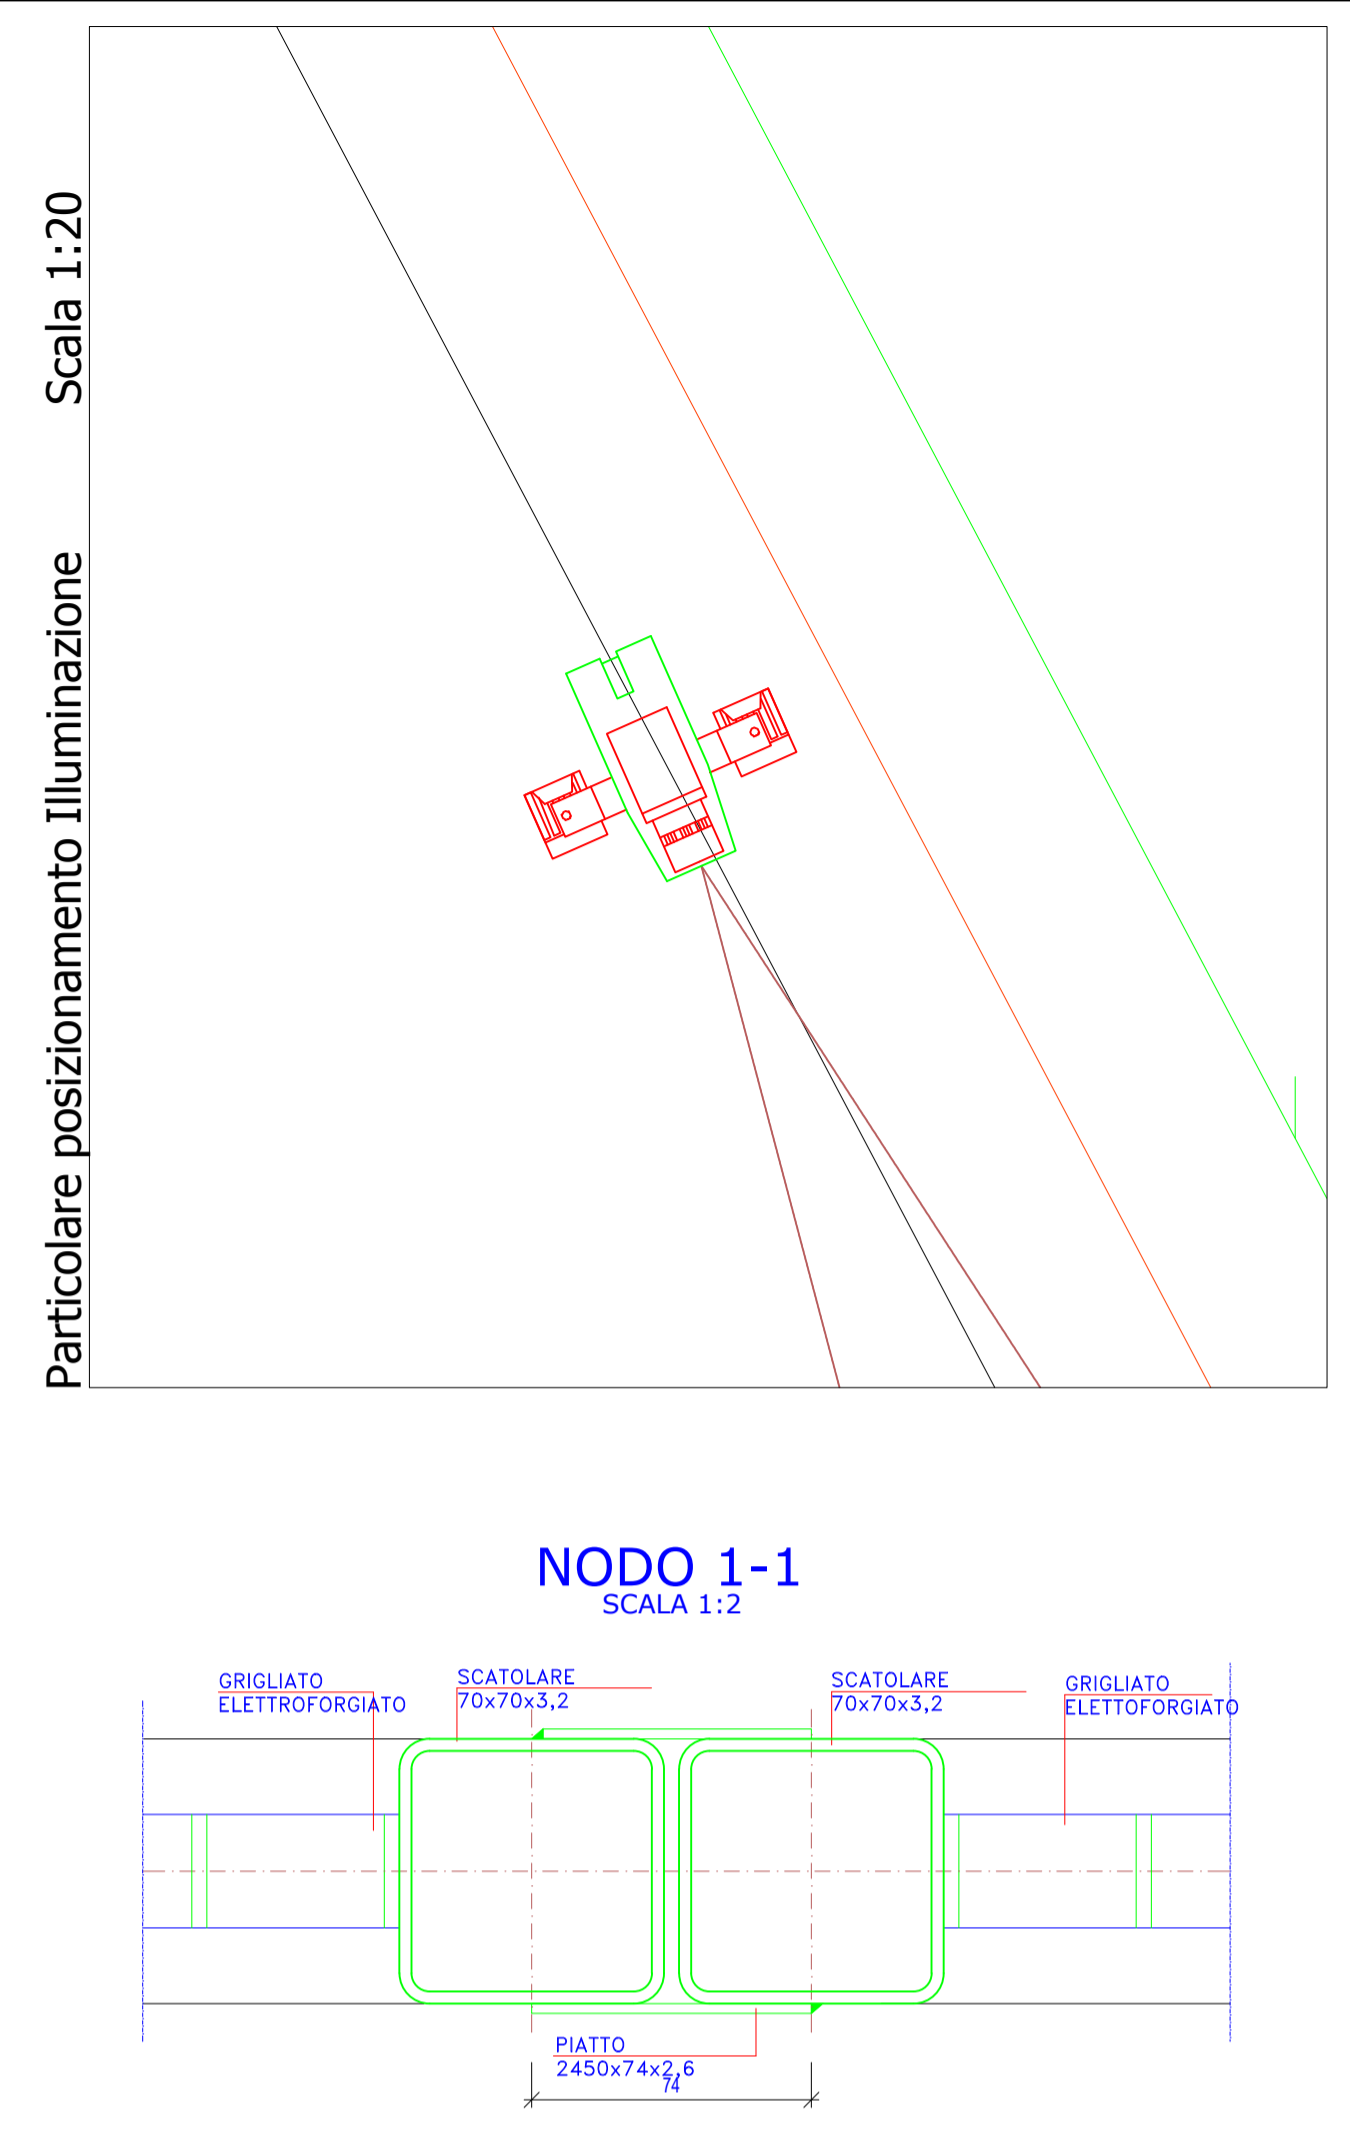 Particolare posizionamento Illuminazione Scala 1:20
NODO 1-1
SCALA 1:2
GRIGLIATO
ELETTROFORGIATO
SCATOLARE
70x70x3,2
SCATOLARE
70x70x3,2
GRIGLIATO
ELETTOFORGIATO
PIATTO
2450x74x2,6
74